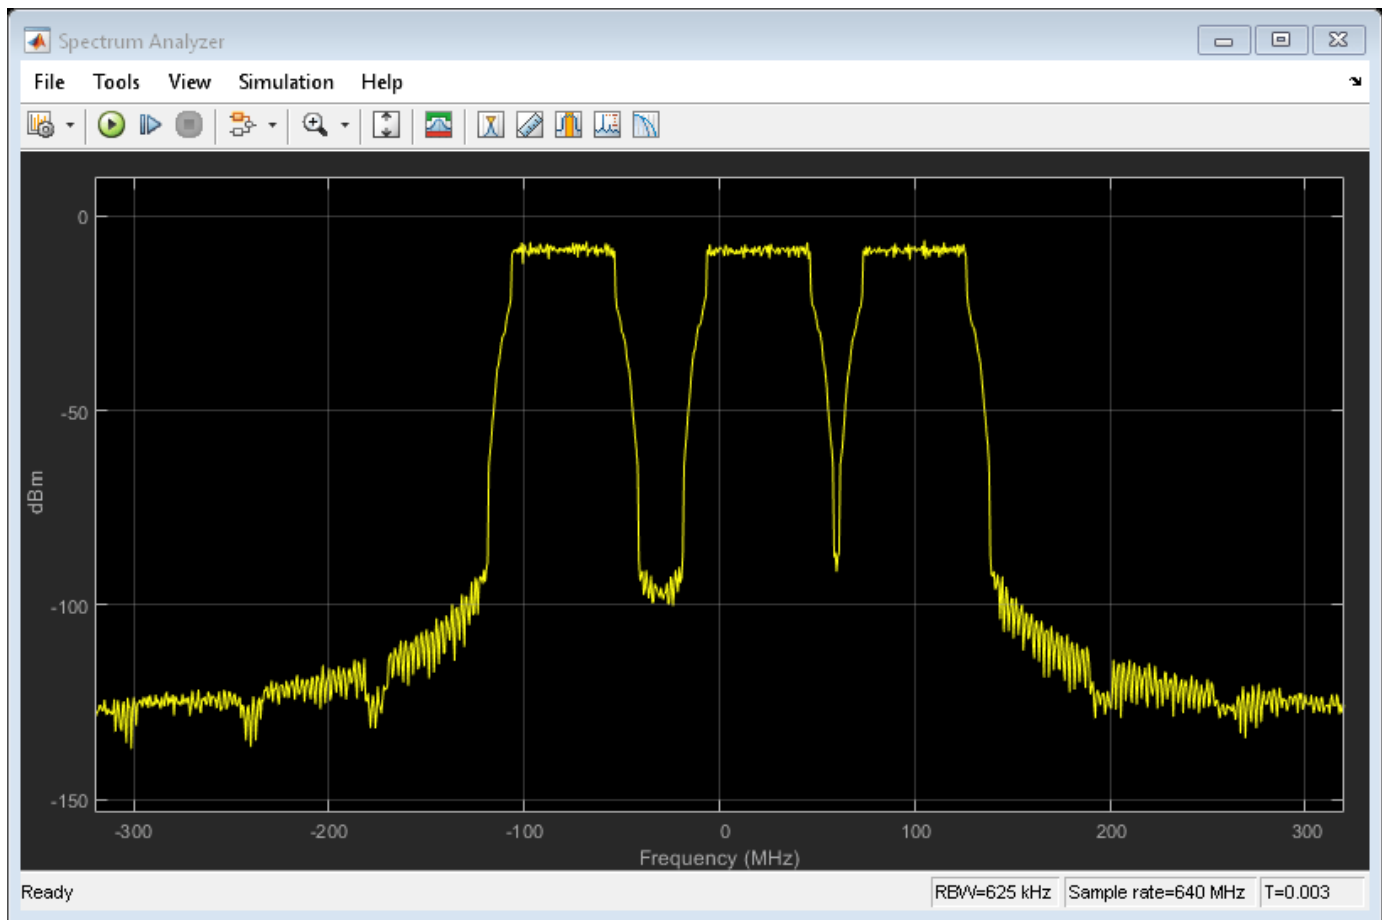 Spectrum Analyzer
File Tools View Simulation Help
0
-50
-100
-150
dBm
-300 -200 -100 0 100 200 300
Frequency (MHz)
Ready RBW=625 kHz Sample rate=640 MHz T=0.003